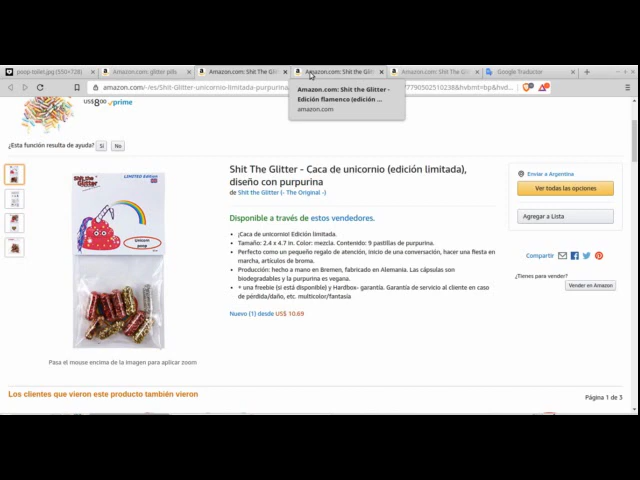 poop-toilet.jpg (550×728)
Amazon.com: glitter pills
Amazon.com: Shit The Gl
Amazon.com: Shit the Glit
Amazon.com: Shit The Gl
Google Traductor
amazon.com/-/es/Shit-Glitter-unicornio-limitada-purpurina/
77790502510238&hvbmt=bp&hvd...
Amazon.com: Shit the Glitter -
Edición flamenco (edición ...
amazon.com
US$8⁰⁰ prime
¿Esta función resulta de ayuda? Sí No
Shit The Glitter - Caca de unicornio (edición limitada),
diseño con purpurina
de Shit the Glitter (- The Original -)
Disponible a través de estos vendedores.
• ¡Caca de unicornio! Edición limitada.
• Tamaño: 2.4 x 4.7 in. Color: mezcla. Contenido: 9 pastillas de purpurina.
• Perfecto como un pequeño regalo de atención, inicio de una conversación, hacer una fiesta en
marcha, artículos de broma.
• Producción: hecho a mano en Bremen, fabricado en Alemania. Las cápsulas son
biodegradables y la purpurina es vegana.
• * una freebie (si está disponible) y Hardbox- garantía. Garantía de servicio al cliente en caso
de pérdida/daño, etc. multicolor/fantasía
Nuevo (1) desde US$ 10.69
Shit the
Glitter
LIMITED Edition
Unicorn
poop
Pasa el mouse encima de la imagen para aplicar zoom
Enviar a Argentina
Ver todas las opciones
Agregar a Lista
Compartir
¿Tienes para vender?
Vender en Amazon
Los clientes que vieron este producto también vieron
Página 1 de 3